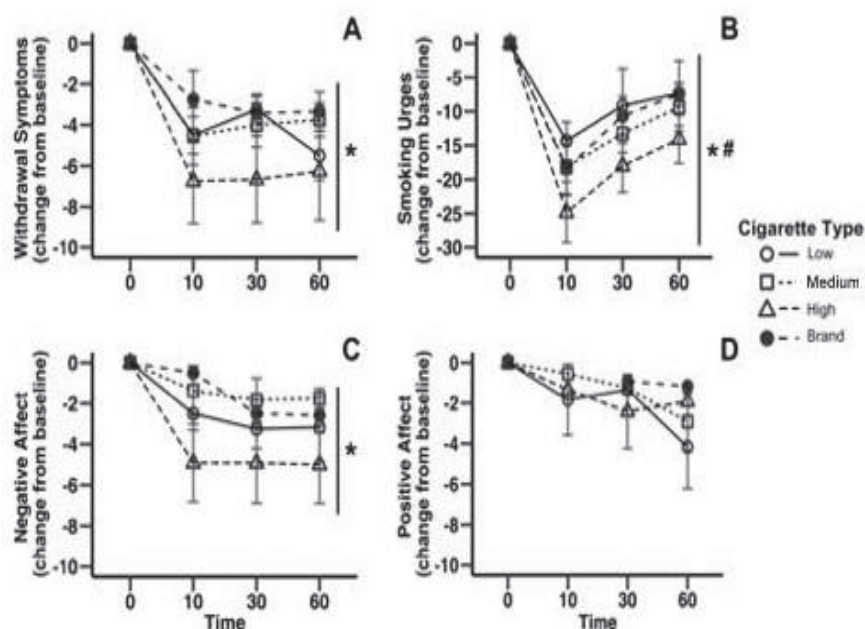 A
Withdrawal Symptoms
(change from baseline)
0
-2
-4
-6
-8
-10
*
0 10 30 60
B
Smoking Urges
(change from baseline)
0
-5
-10
-15
-20
-25
-30
*#
0 10 30 60
Cigarette Type
Low
Medium
High
Brand
C
Negative Affect
(change from baseline)
0
-2
-4
-6
-8
-10
*
0 10 30 60
Time
D
Positive Affect
(change from baseline)
0
-2
-4
-6
-8
-10
0 10 30 60
Time